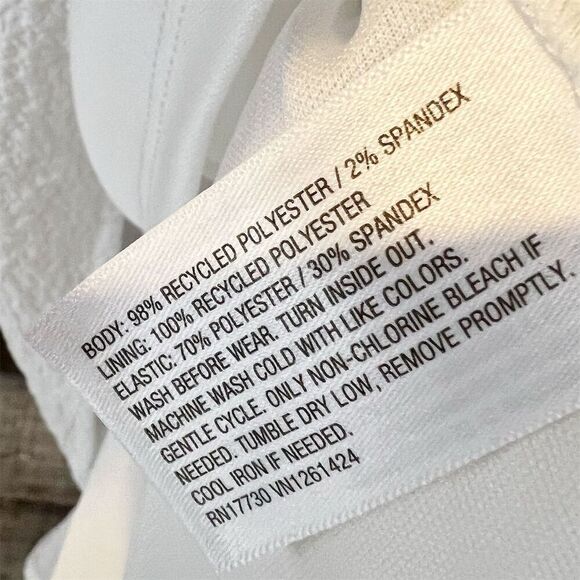 BODY: 98% RECYCLED POLYESTER / 2% SPANDEX
LINING: 100% RECYCLED POLYESTER
ELASTIC: 70% POLYESTER / 30% SPANDEX
WASH BEFORE WEAR. TURN INSIDE OUT.
MACHINE WASH COLD WITH LIKE COLORS.
GENTLE CYCLE. ONLY NON-CHLORINE BLEACH IF
NEEDED. TUMBLE DRY LOW, REMOVE PROMPTLY.
COOL IRON IF NEEDED.
RN17730 VN1261424